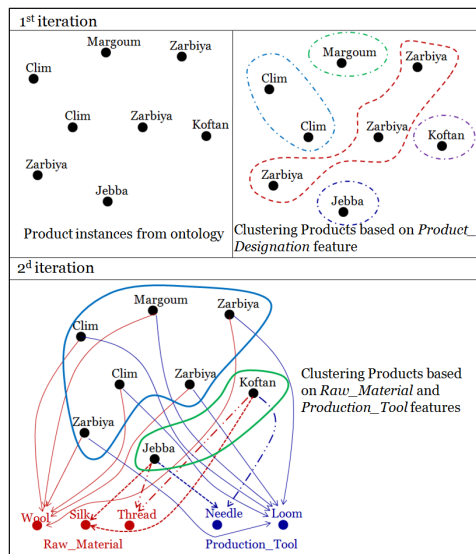 1st iteration
Margoum
Zarbiya
Clim
Clim
Zarbiya
Koftan
Zarbiya
Jebba
Product instances from ontology
Margoum
Zarbiya
Clim
Clim
Zarbiya
Koftan
Zarbiya
Jebba
Clustering Products based on Product_
Designation feature
2d iteration
Margoum
Zarbiya
Clim
Clim
Zarbiya
Koftan
Zarbiya
Jebba
Clustering Products based
on Raw_Material and
Production_Tool features
Wool
Silk
Thread
Needle
Loom
Raw_Material
Production_Tool